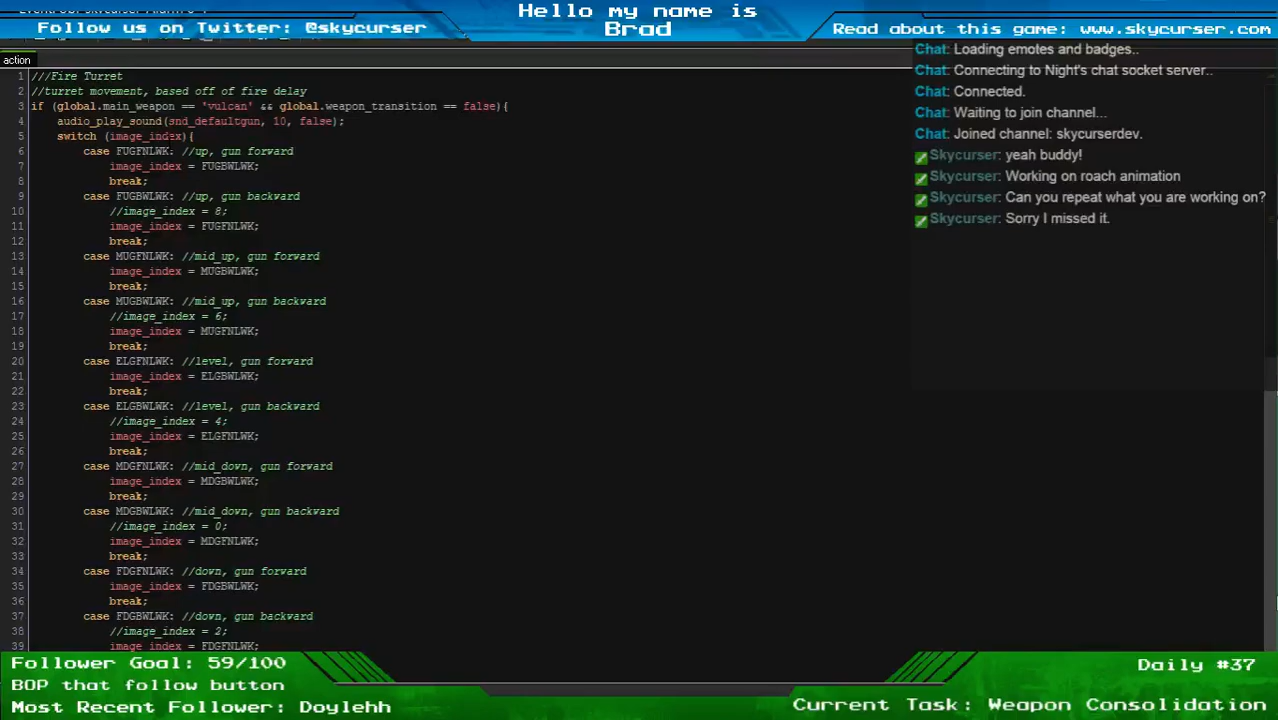 Hello my name is
Brad
Follow us on Twitter: @skycurser
Read about this game: www.skycurser.com
action
1 ///Fire Turret
2 //turret movement, based off of fire delay
3 if (global.main_weapon == 'vulcan' && global.weapon_transition == false){
4 audio_play_sound(snd_defaultgun, 10, false);
5 switch (image_index){
6 case FUGFNLWK: //up, gun forward
7 image_index = FUGBWLWK;
8 break;
9 case FUGBWLWK: //up, gun backward
10 //image_index = 8;
11 image_index = FUGFNLWK;
12 break;
13 case MUGFNLWK: //mid_up, gun forward
14 image_index = MUGBWLWK;
15 break;
16 case MUGBWLWK: //mid_up, gun backward
17 //image_index = 6;
18 image_index = MUGFNLWK;
19 break;
20 case ELGFNLWK: //level, gun forward
21 image_index = ELGBWLWK;
22 break;
23 case ELGBWLWK: //level, gun backward
24 //image_index = 4;
25 image_index = ELGFNLWK;
26 break;
27 case MDGFNLWK: //mid_down, gun forward
28 image_index = MDGBWLWK;
29 break;
30 case MDGBWLWK: //mid_down, gun backward
31 //image_index = 0;
32 image_index = MDGFNLWK;
33 break;
34 case FDGFNLWK: //down, gun forward
35 image_index = FDGBWLWK;
36 break;
37 case FDGBWLWK: //down, gun backward
38 //image_index = 2;
39 image_index = FDGFNLWK;
Chat: Loading emotes and badges..
Chat: Connecting to Night's chat socket server..
Chat: Connected.
Chat: Waiting to join channel...
Chat: Joined channel: skycurserdev.
Skycurser: yeah buddy!
Skycurser: Working on roach animation
Skycurser: Can you repeat what you are working on?
Skycurser: Sorry I missed it.
Follower Goal: 59/100
BOP that follow button
Most Recent Follower: Doylehh
Daily #37
Current Task: Weapon Consolidation